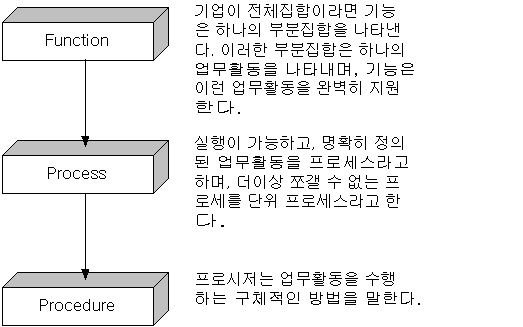 Function
기업이 전체집합이라면 기능
은 하나의 부분집합를 나타낸
다. 이러한 부분집합은 하나의
업무활동을 나타내며, 기능은
이런 업무활동을 완벽히 지원
한다.
Process
실행이 가능하고, 명확히 정의
된 업무활동을 프로세스라고
하며, 더이상 쪼갤 수 없는 프
로세를 단위 프로세스라고 한
다.
Procedure
프로시저는 업무활동을 수행
하는 구체적인 방법을 말한다.